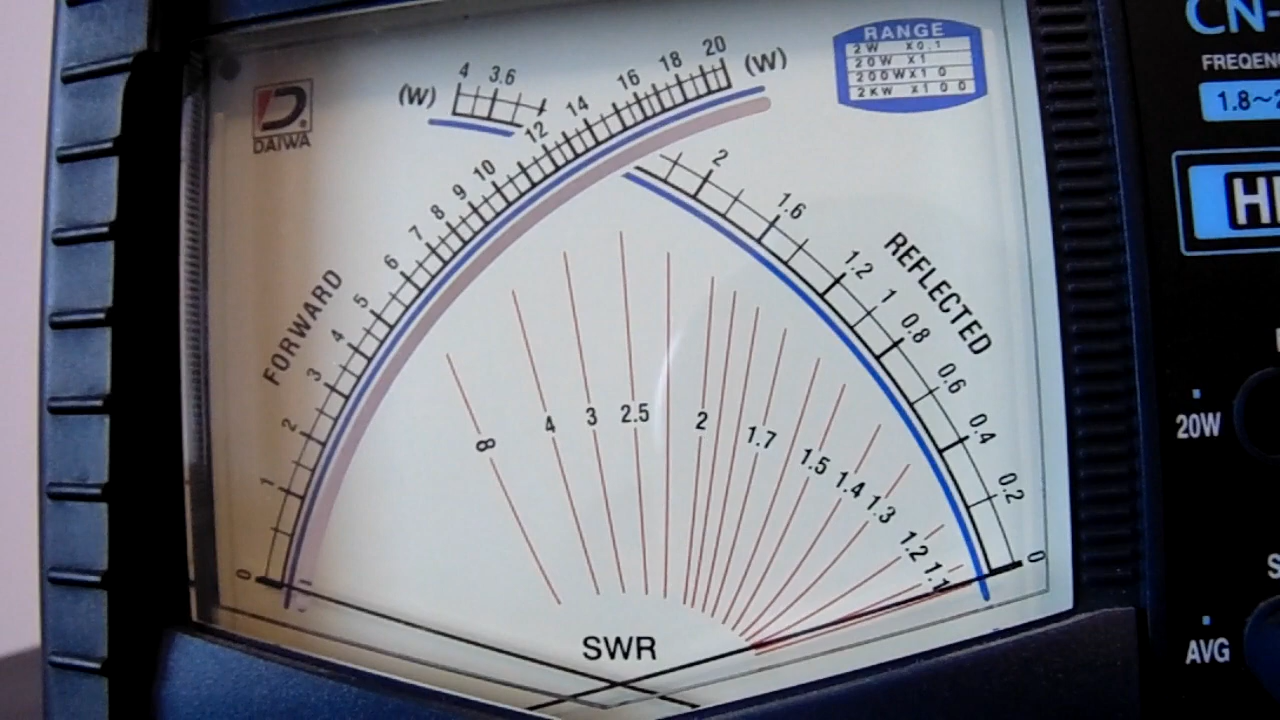 CN-
RANGE
2W X0.1
20W X1
200W X10
2KW X100
FREQEN
1.8~
DAIWA
(W) 4 3.6
FORWARD
0 1 2 3 4 5 6 7 8 9 10 12 14 16 18 20 (W)
2 1.6 1.2 1 0.8 0.6 0.4 0.2 0
REFLECTED
8 4 3 2.5 2 1.7 1.5 1.4 1.3 1.2 1.1
SWR
20W
AVG